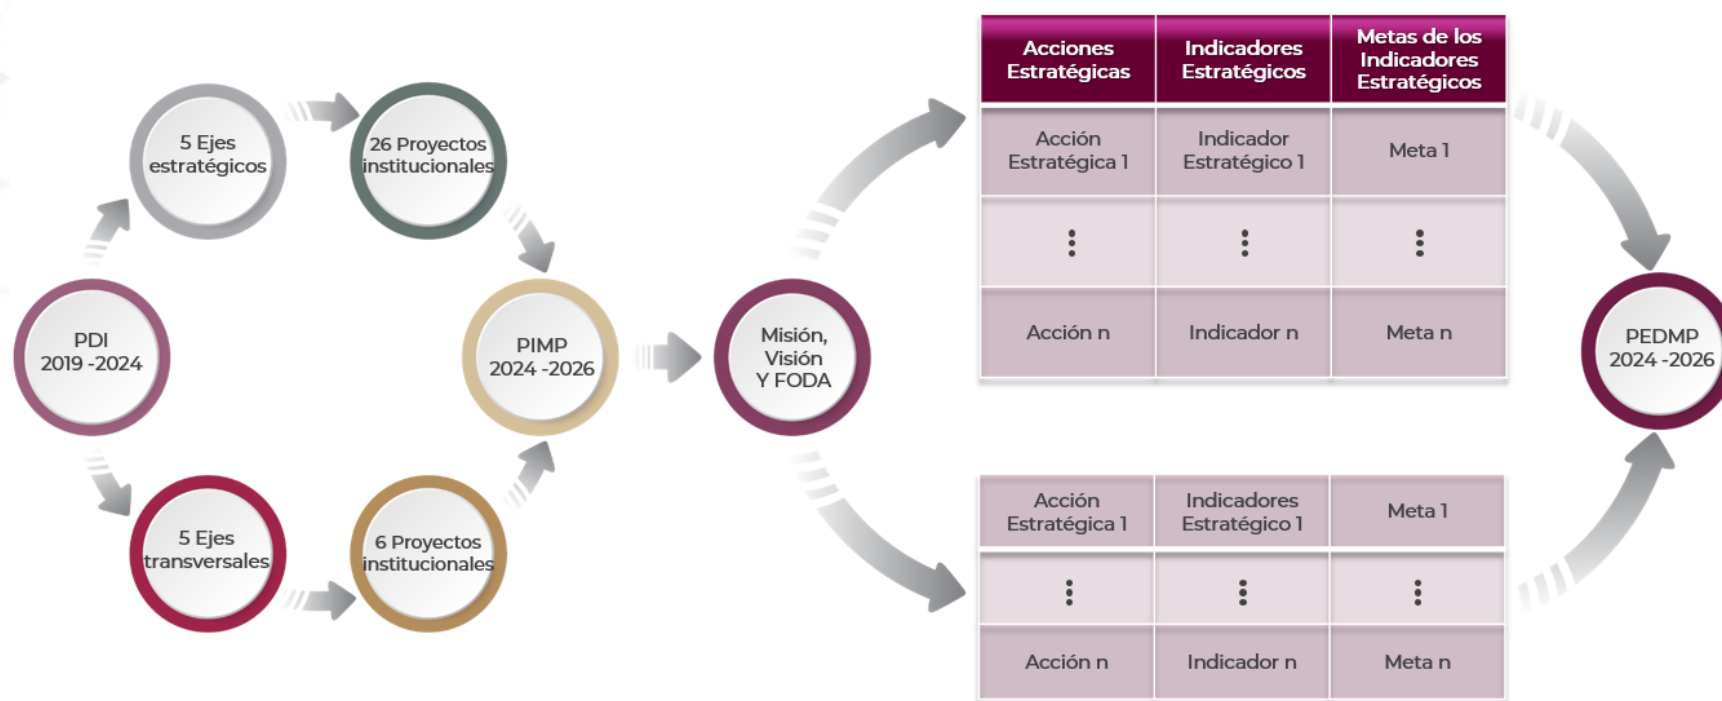 5 Ejes
estratégicos
26 Proyectos
institucionales
PDI
2019 -2024
5 Ejes
transversales
6 Proyectos
institucionales
PIMP
2024 -2026
Misión,
Visión
Y FODA
Acciones
Estratégicas
Indicadores
Estratégicos
Metas de los
Indicadores
Estratégicos
Acción
Estratégica 1
Indicador
Estratégico 1
Meta 1
Acción n
Indicador n
Meta n
Acción
Estratégica 1
Indicadores
Estratégico 1
Meta 1
Acción n
Indicador n
Meta n
PEDMP
2024 -2026